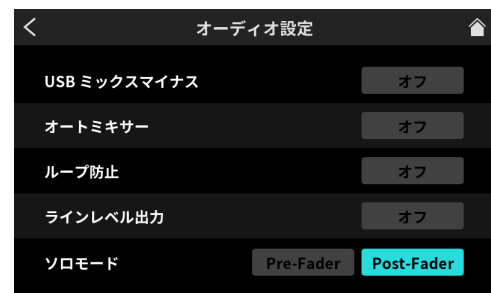 オーディオ設定
USB ミックスマイナス オフ
オートミキサー オフ
ループ防止 オフ
ラインレベル出力 オフ
ソロモード Pre-Fader Post-Fader